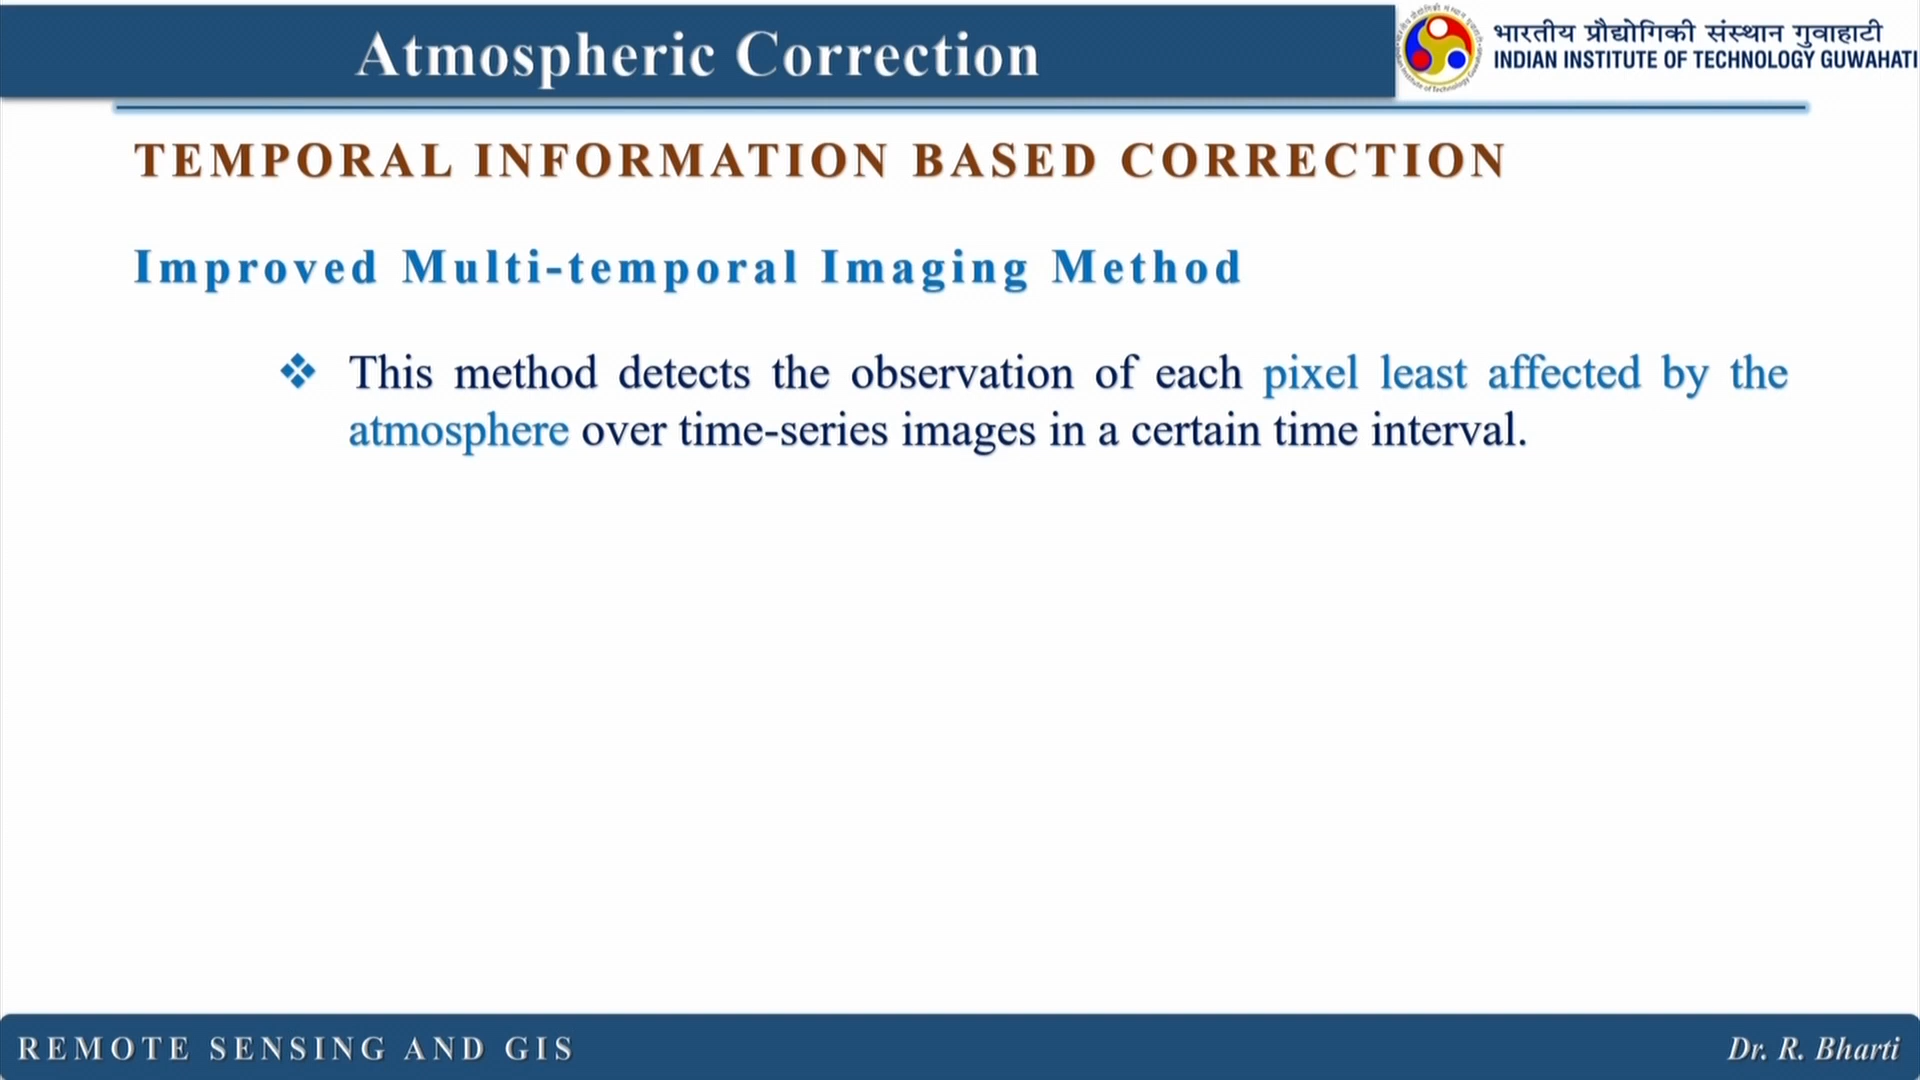 Atmospheric Correction
भारतीय प्रौद्योगिकी संस्थान गुवाहाटी
INDIAN INSTITUTE OF TECHNOLOGY GUWAHATI
TEMPORAL INFORMATION BASED CORRECTION
Improved Multi-temporal Imaging Method
❖ This method detects the observation of each pixel least affected by the
atmosphere over time-series images in a certain time interval.
REMOTE SENSING AND GIS
Dr. R. Bharti